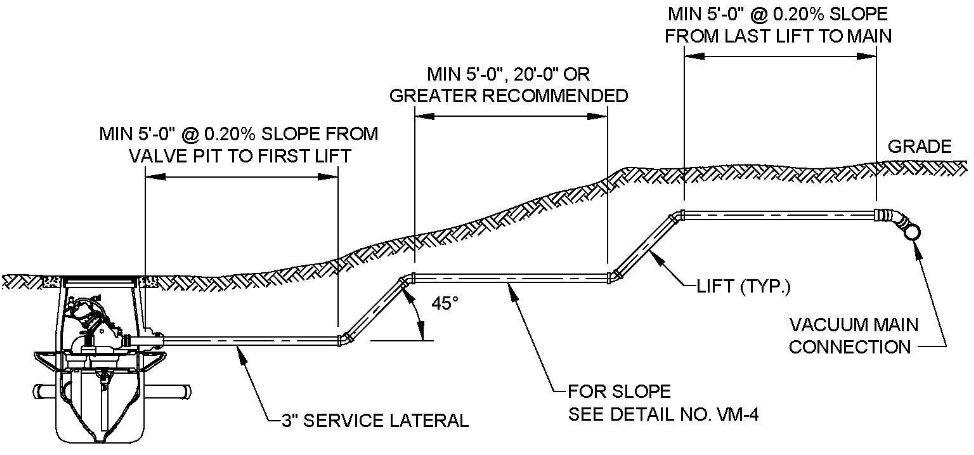 MIN 5'-0" @ 0.20% SLOPE
FROM LAST LIFT TO MAIN
MIN 5'-0", 20'-0" OR
GREATER RECOMMENDED
MIN 5'-0" @ 0.20% SLOPE FROM
VALVE PIT TO FIRST LIFT
GRADE
45°
LIFT (TYP.)
VACUUM MAIN
CONNECTION
FOR SLOPE
SEE DETAIL NO. VM-4
3" SERVICE LATERAL